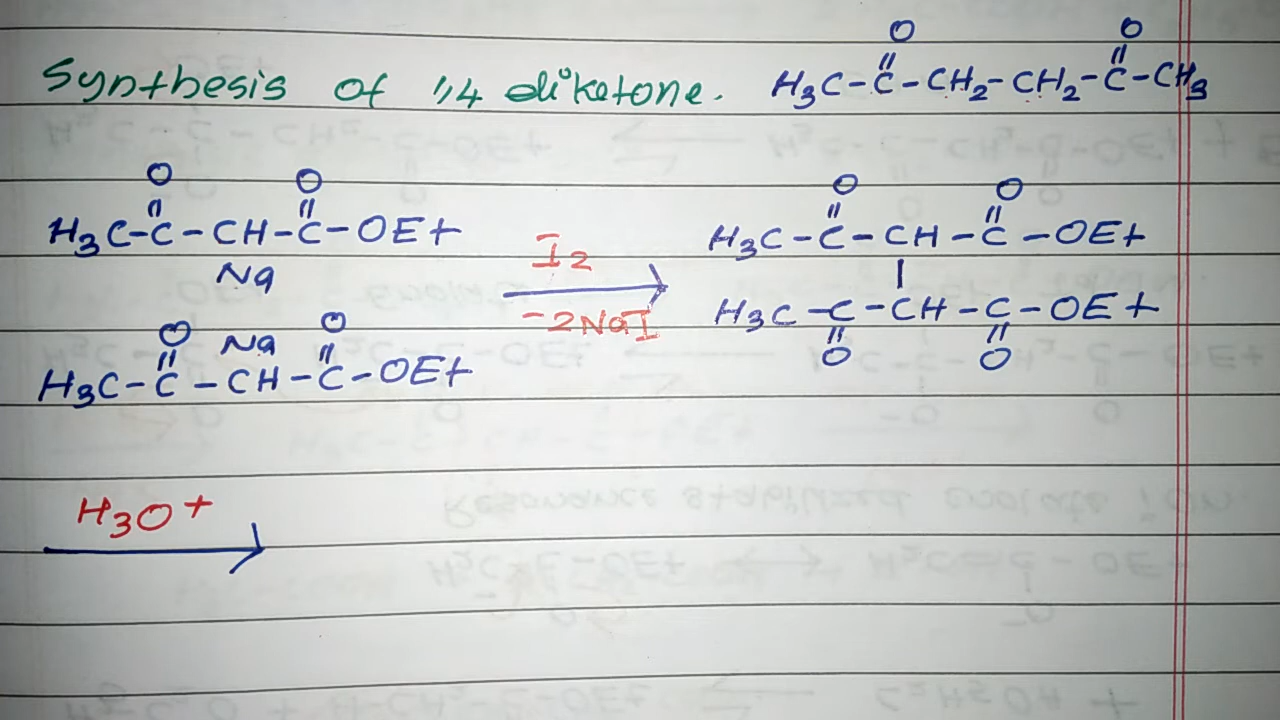 Synthesis of 1,4 diketone. H3C-C-CH2-CH2-C-CH3
O O
O O
H3C-C-CH-C-OEt
Na
I2
-2NaI
O Na O
H3C-C-CH-C-OEt
O O
H3C-C-CH-C-OEt
H3C-C-CH-C-OEt
O O
H3O+